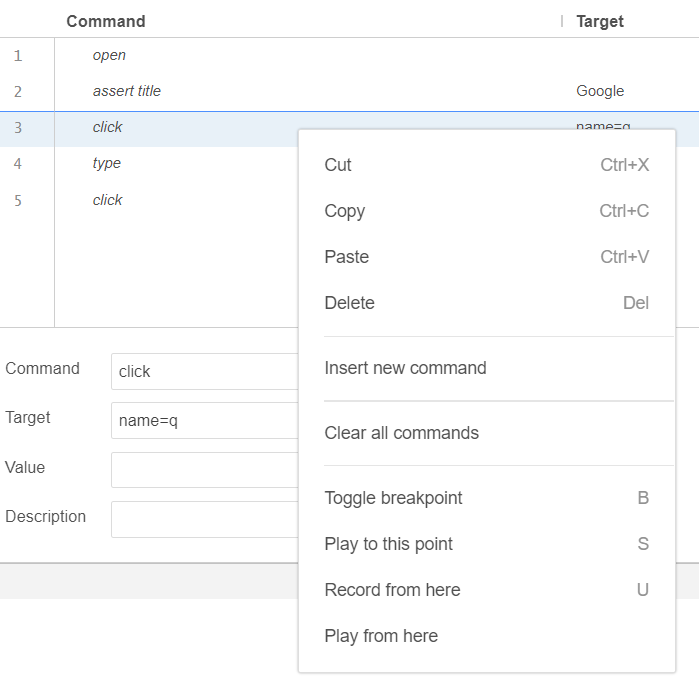 Command Target
1 open
2 assert title Google
3 click name=q
4 type
5 click
Cut Ctrl+X
Copy Ctrl+C
Paste Ctrl+V
Delete Del
Insert new command
Clear all commands
Toggle breakpoint B
Play to this point S
Record from here U
Play from here
Command click
Target name=q
Value
Description